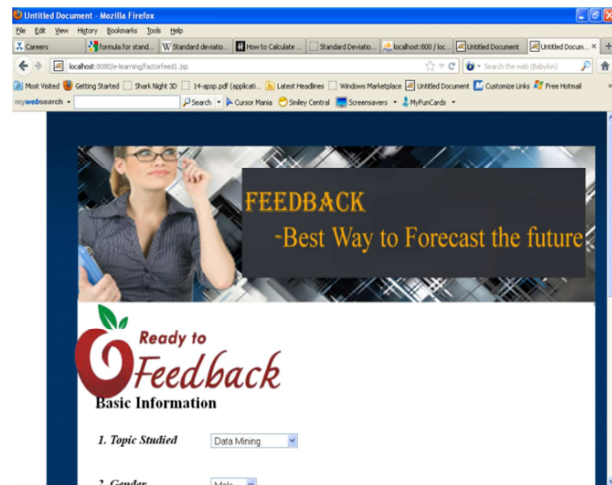 Untitled Document - Mozilla Firefox
File Edit View History Bookmarks Tools Help
Careers formula for stand... Standard deviatio... How to Calculate ... Standard Deviatio... localhost:800 / loc... Untitled Document Untitled Docum...
localhost:8080/e-learning/factorfeed1.jsp Search the web (Babylon)
Most Visited Getting Started Shark Night 3D 14-apsp.pdf (applicati... Latest Headlines Windows Marketplace Untitled Document Customize Links Free Hotmail
mywebsearch Search Cursor Mania Smiley Central Screensavers MyFunCards
FEEDBACK
-Best Way to Forecast the future
Ready to
Feedback
Basic Information
1. Topic Studied Data Mining
2. Gender Male